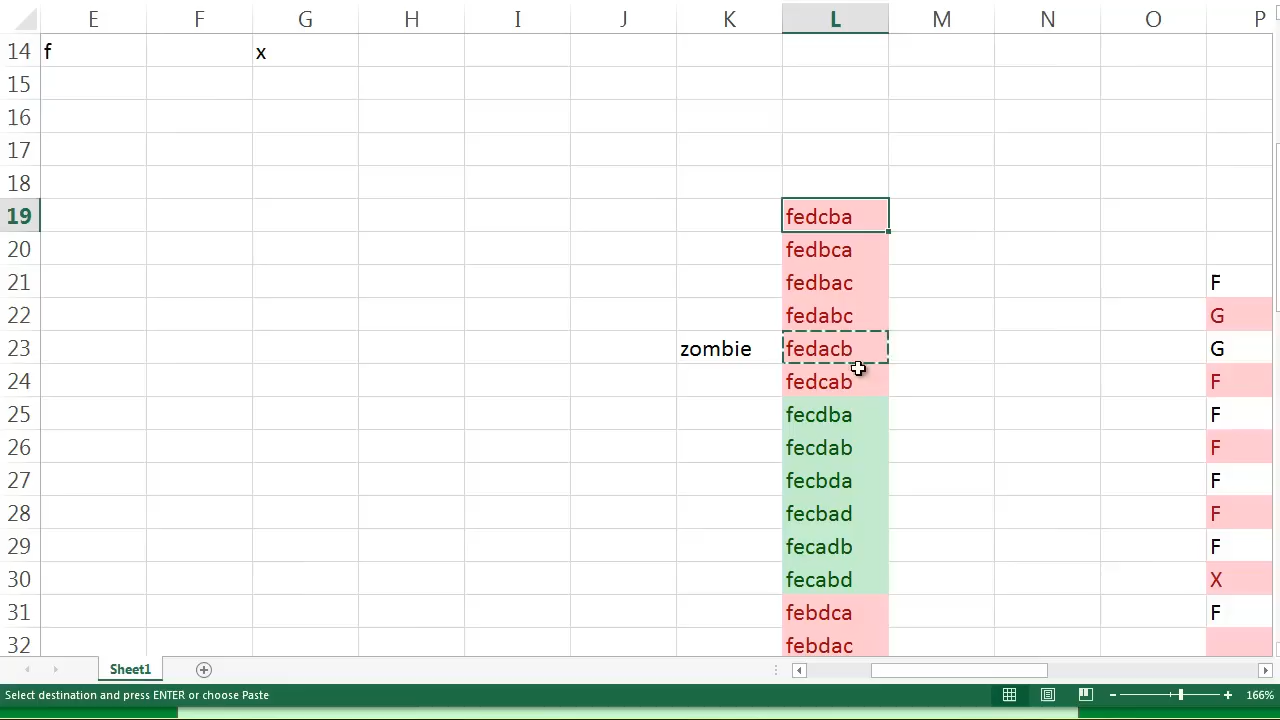 E F G H I J K L M N O P
14 f x
15
16
17
18
19 fedcba
20 fedbca
21 fedbac F
22 fedabc G
23 zombie fedacb G
24 fedcab F
25 fecdba F
26 fecdab F
27 fecbda F
28 fecbad F
29 fecadb F
30 fecabd X
31 febdca F
32 febdac
Sheet1
Select destination and press ENTER or choose Paste 166%